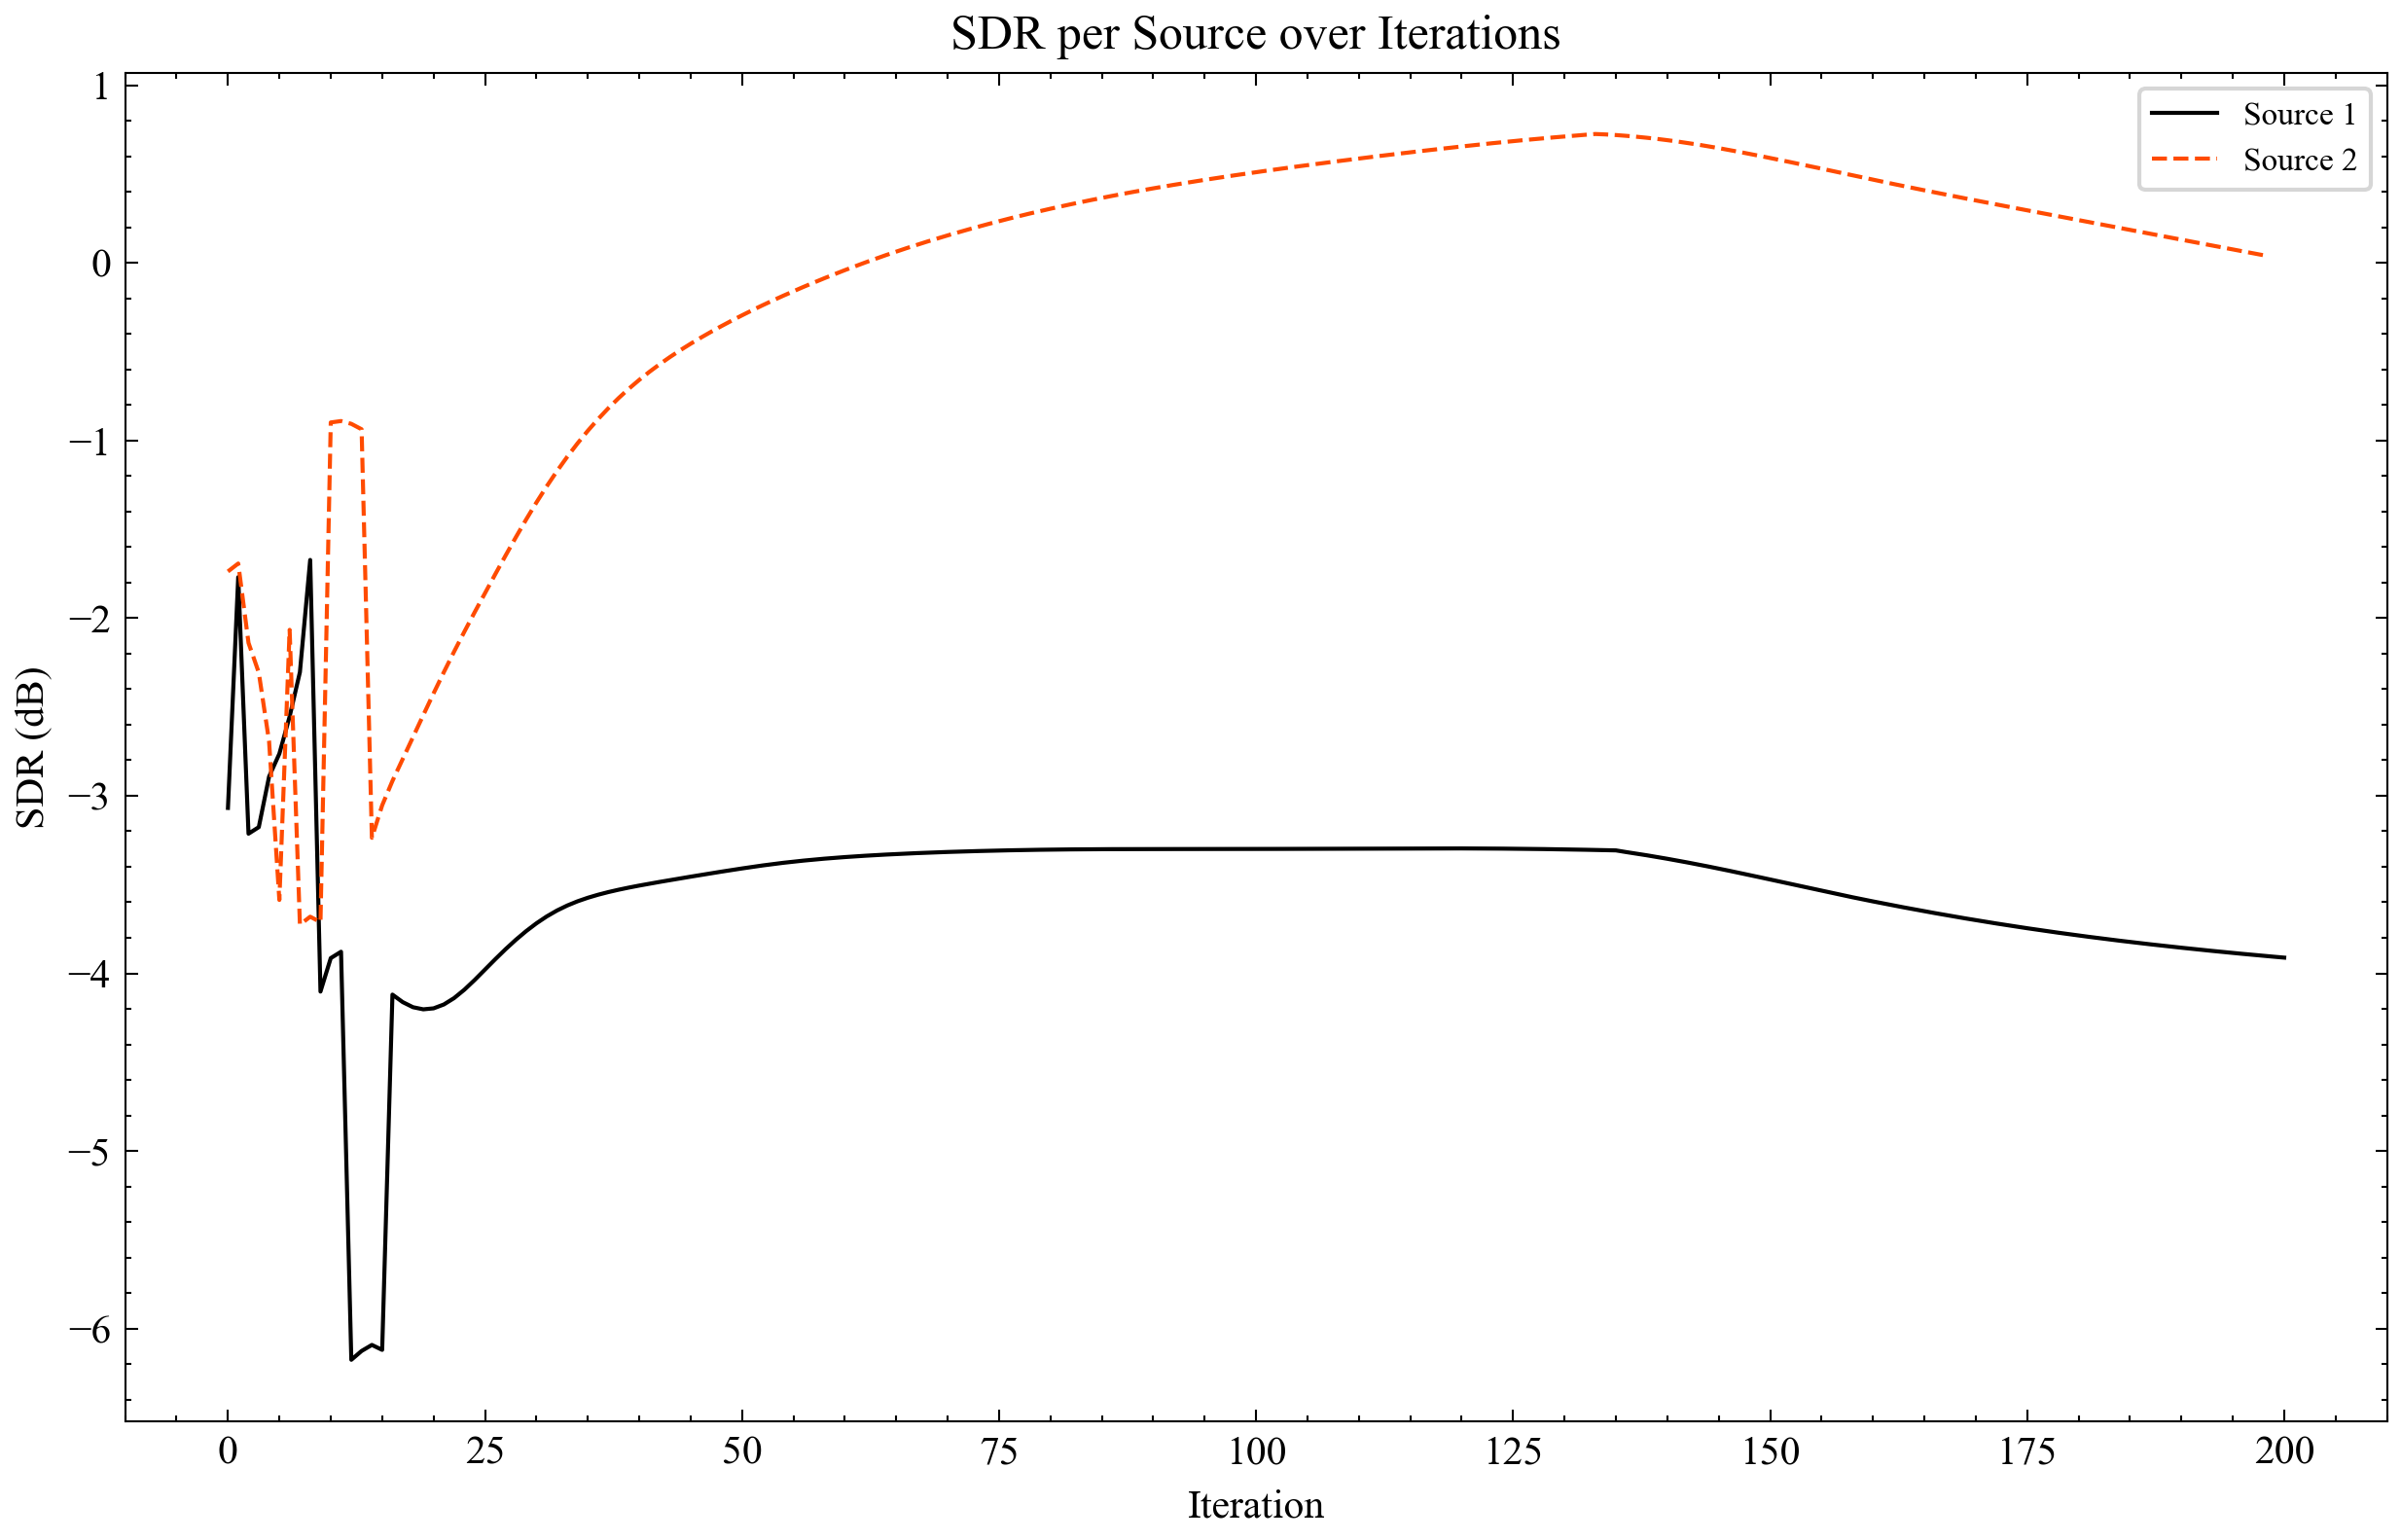 SDR per Source over Iterations
Source 1
Source 2
SDR (dB)
1
0
−1
−2
−3
−4
−5
−6
0 25 50 75 100 125 150 175 200
Iteration